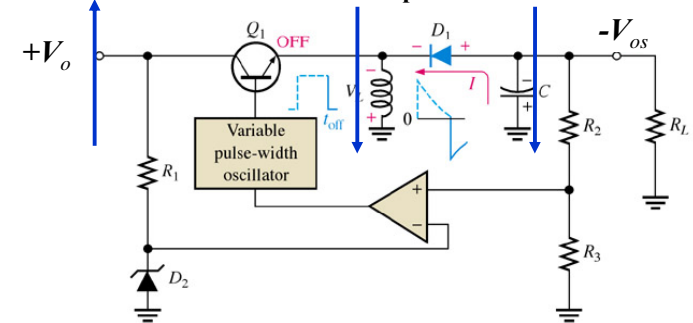 Q1
OFF
D1
-Vos
+Vo
- +
-
VL
I
-
C
+
toff
+
0
R2
RL
Variable
pulse-width
oscillator
R1
+
-
R3
D2